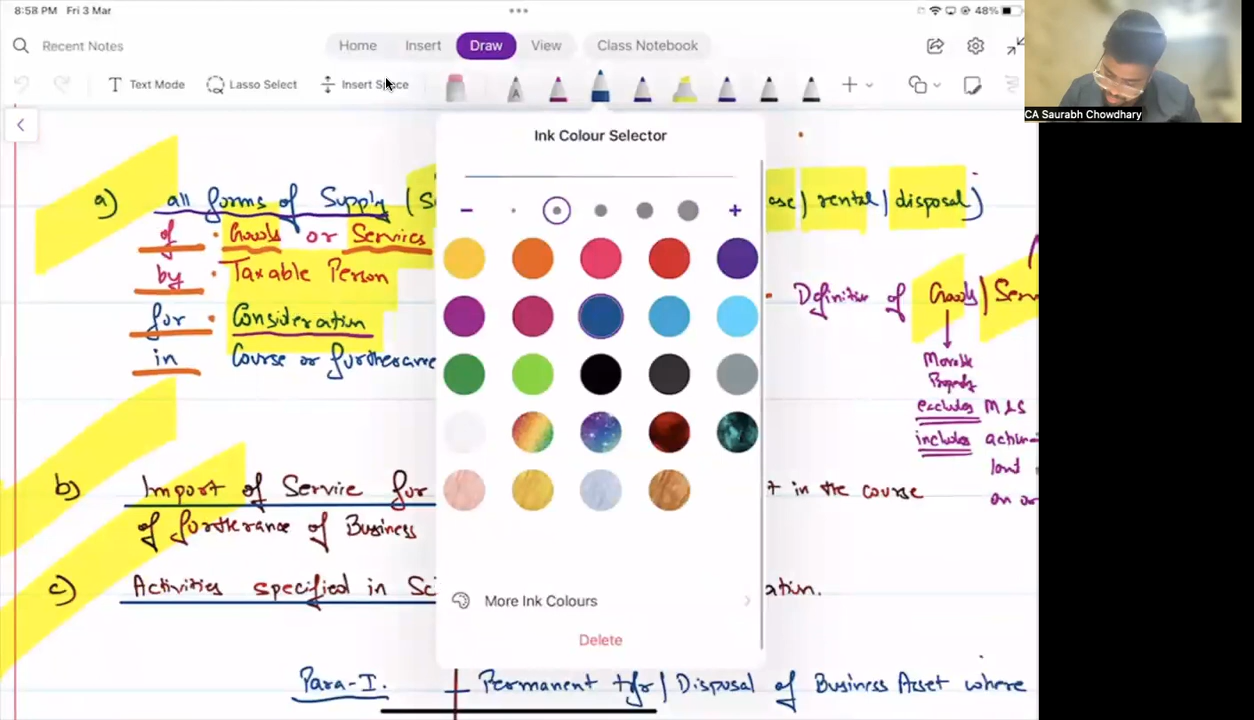 8:58 PM Fri 3 Mar
48%
Recent Notes
Home
Insert
Draw
View
Class Notebook
Text Mode
Lasso Select
Insert Space
CA Saurabh Chowdhary
Ink Colour Selector
More Ink Colours
Delete
a) all forms of Supply (S
ase | rental | disposal)
of · Goods or Services
by · Taxable Person
for · Consideration
in Course or furtherance
Definition of Goods | Serv
Movable
Property
excludes M & S
includes
land
b) Import of Service for
t in the course
of furtherance of Business
c) Activities specified in Sc
ation.
Para-I. Permanent tfr | Disposal of Business Asset where